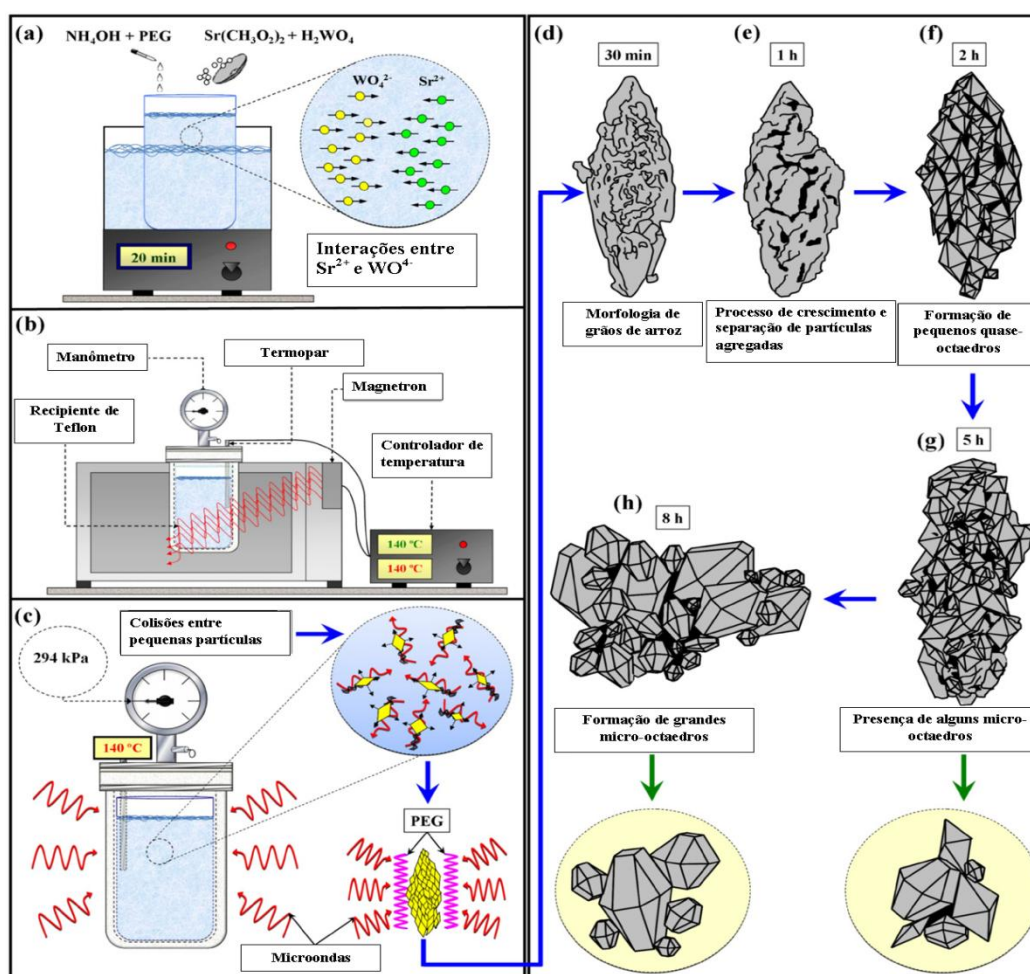 (a)
NH₄OH + PEG
Sr(CH₃O₂)₂ + H₂WO₄
WO₄²⁻
Sr²⁺
20 min
Interações entre
Sr²⁺ e WO⁴⁻
(b)
Manômetro
Termopar
Magnetron
Recipiente de
Teflon
Controlador de
temperatura
140 ºC
140 ºC
(c)
Colisões entre
pequenas partículas
294 kPa
140 ºC
PEG
Microondas
(d)
30 min
Morfologia de
grãos de arroz
(e)
1 h
Processo de crescimento e
separação de partículas
agregadas
(f)
2 h
Formação de
pequenos quase-
octaedros
(g)
5 h
Presença de alguns micro-
octaedros
(h)
8 h
Formação de grandes
micro-octaedros